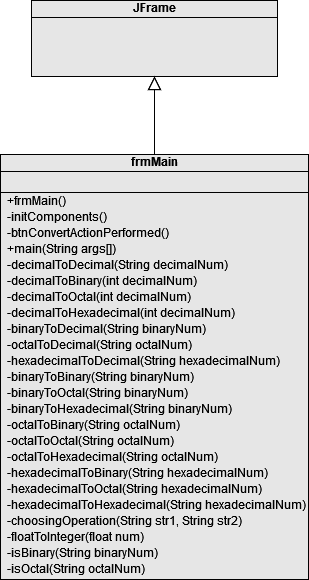 JFrame
frmMain
+frmMain()
-initComponents()
-btnConvertActionPerformed()
+main(String args[])
-decimalToDecimal(String decimalNum)
-decimalToBinary(int decimalNum)
-decimalToOctal(int decimalNum)
-decimalToHexadecimal(int decimalNum)
-binaryToDecimal(String binaryNum)
-octalToDecimal(String octalNum)
-hexadecimalToDecimal(String hexadecimalNum)
-binaryToBinary(String binaryNum)
-binaryToOctal(String binaryNum)
-binaryToHexadecimal(String binaryNum)
-octalToBinary(String octalNum)
-octalToOctal(String octalNum)
-octalToHexadecimal(String octalNum)
-hexadecimalToBinary(String hexadecimalNum)
-hexadecimalToOctal(String hexadecimalNum)
-hexadecimalToHexadecimal(String hexadecimalNum)
-choosingOperation(String str1, String str2)
-floatToInteger(float num)
-isBinary(String binaryNum)
-isOctal(String octalNum)